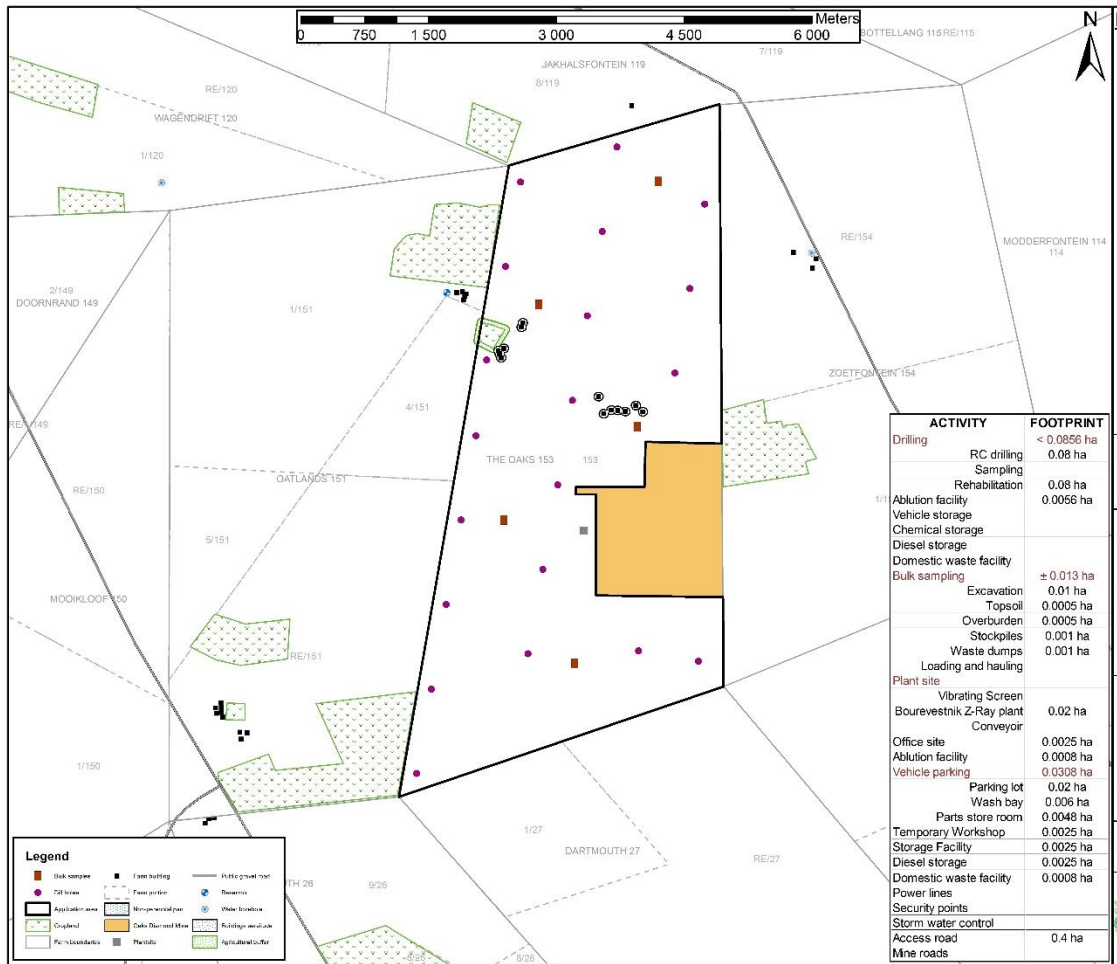 Meters
0 750 1 500 3 000 4 500 6 000
N
BOTTELANG 115 RE/115
7/119
JAKHALSFONTEIN 119
8/119
RE/120
WAGENDRIFT 120
1/120
RE/154
MODDERFONTEIN 114
114
2/149
DOORNRAND 149
1/151
ZOETFONTEIN 154
4/151
THE OAKS 153 153
OATLANDS 151
RE/150
5/151
MOOIKLOOF 150
RE/151
1/150
1/27
DARTMOUTH 27
RE/27
9/26
8/26
8/26
ACTIVITY FOOTPRINT
Drilling < 0.0856 ha
RC drilling 0.08 ha
Sampling
Rehabilitation 0.08 ha
Ablution facility 0.0056 ha
Vehicle storage
Chemical storage
Diesel storage
Domestic waste facility
Bulk sampling ± 0.013 ha
Excavation 0.01 ha
Topsoil 0.0005 ha
Overburden 0.0005 ha
Stockpiles 0.001 ha
Waste dumps 0.001 ha
Loading and hauling
Plant site
Vibrating Screen
Bourevestnik Z-Ray plant 0.02 ha
Conveyoir
Office site 0.0025 ha
Ablution facility 0.0008 ha
Vehicle parking 0.0308 ha
Parking lot 0.02 ha
Wash bay 0.006 ha
Parts store room 0.0048 ha
Temporary Workshop 0.0025 ha
Storage Facility 0.0025 ha
Diesel storage 0.0025 ha
Domestic waste facility 0.0008 ha
Power lines
Security points
Storm water control
Access road 0.4 ha
Mine roads
Legend
Bulk samples Farm building Public gravel road
Farm portion Reservoir
Application area Non-perennial pan Water borehole
Cropland Oaks Diamond Mine
Farm boundaries Plantsite Agricultural buffer